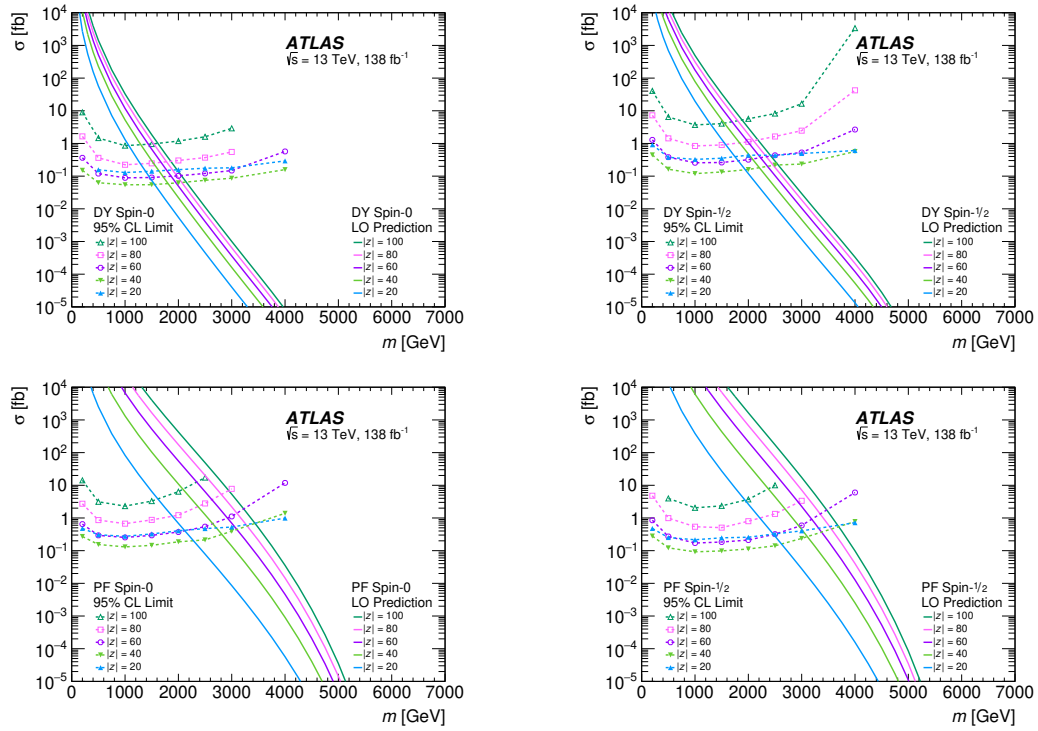 σ [fb]
10⁴
10³
10²
10
1
10⁻¹
10⁻²
10⁻³
10⁻⁴
10⁻⁵
ATLAS
√s = 13 TeV, 138 fb⁻¹
DY Spin-0
95% CL Limit
|z| = 100
|z| = 80
|z| = 60
|z| = 40
|z| = 20
DY Spin-0
LO Prediction
|z| = 100
|z| = 80
|z| = 60
|z| = 40
|z| = 20
0 1000 2000 3000 4000 5000 6000 7000
m [GeV]
σ [fb]
10⁴
10³
10²
10
1
10⁻¹
10⁻²
10⁻³
10⁻⁴
10⁻⁵
ATLAS
√s = 13 TeV, 138 fb⁻¹
DY Spin-½
95% CL Limit
|z| = 100
|z| = 80
|z| = 60
|z| = 40
|z| = 20
DY Spin-½
LO Prediction
|z| = 100
|z| = 80
|z| = 60
|z| = 40
|z| = 20
0 1000 2000 3000 4000 5000 6000 7000
m [GeV]
σ [fb]
10⁴
10³
10²
10
1
10⁻¹
10⁻²
10⁻³
10⁻⁴
10⁻⁵
ATLAS
√s = 13 TeV, 138 fb⁻¹
PF Spin-0
95% CL Limit
|z| = 100
|z| = 80
|z| = 60
|z| = 40
|z| = 20
PF Spin-0
LO Prediction
|z| = 100
|z| = 80
|z| = 60
|z| = 40
|z| = 20
0 1000 2000 3000 4000 5000 6000 7000
m [GeV]
σ [fb]
10⁴
10³
10²
10
1
10⁻¹
10⁻²
10⁻³
10⁻⁴
10⁻⁵
ATLAS
√s = 13 TeV, 138 fb⁻¹
PF Spin-½
95% CL Limit
|z| = 100
|z| = 80
|z| = 60
|z| = 40
|z| = 20
PF Spin-½
LO Prediction
|z| = 100
|z| = 80
|z| = 60
|z| = 40
|z| = 20
0 1000 2000 3000 4000 5000 6000 7000
m [GeV]